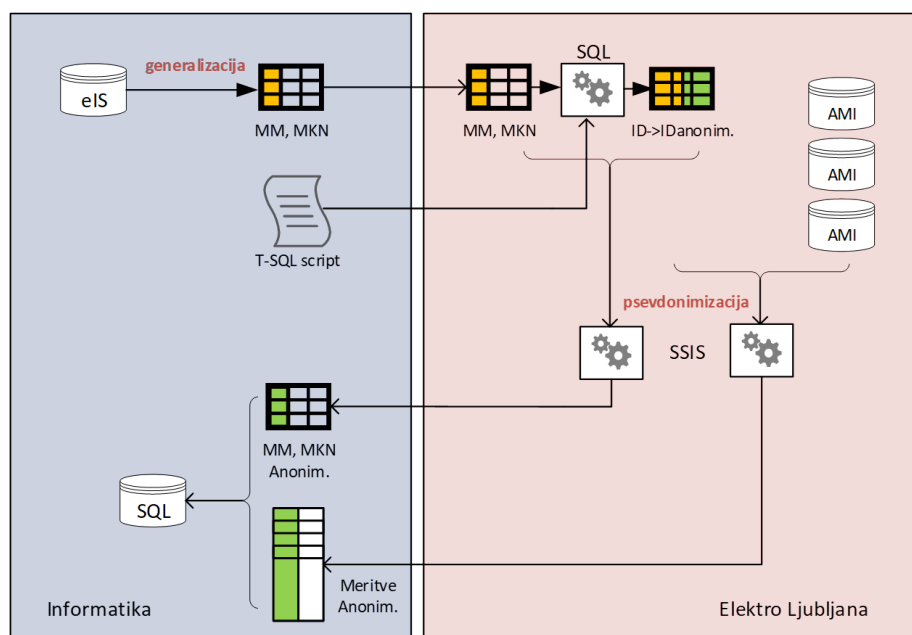 generalizacija
eIS
MM, MKN
T-SQL script
MM, MKN
SQL
ID->IDanonim.
AMI
AMI
AMI
psevdonimizacija
SSIS
MM, MKN
Anonim.
SQL
Meritve
Anonim.
Informatika
Elektro Ljubljana